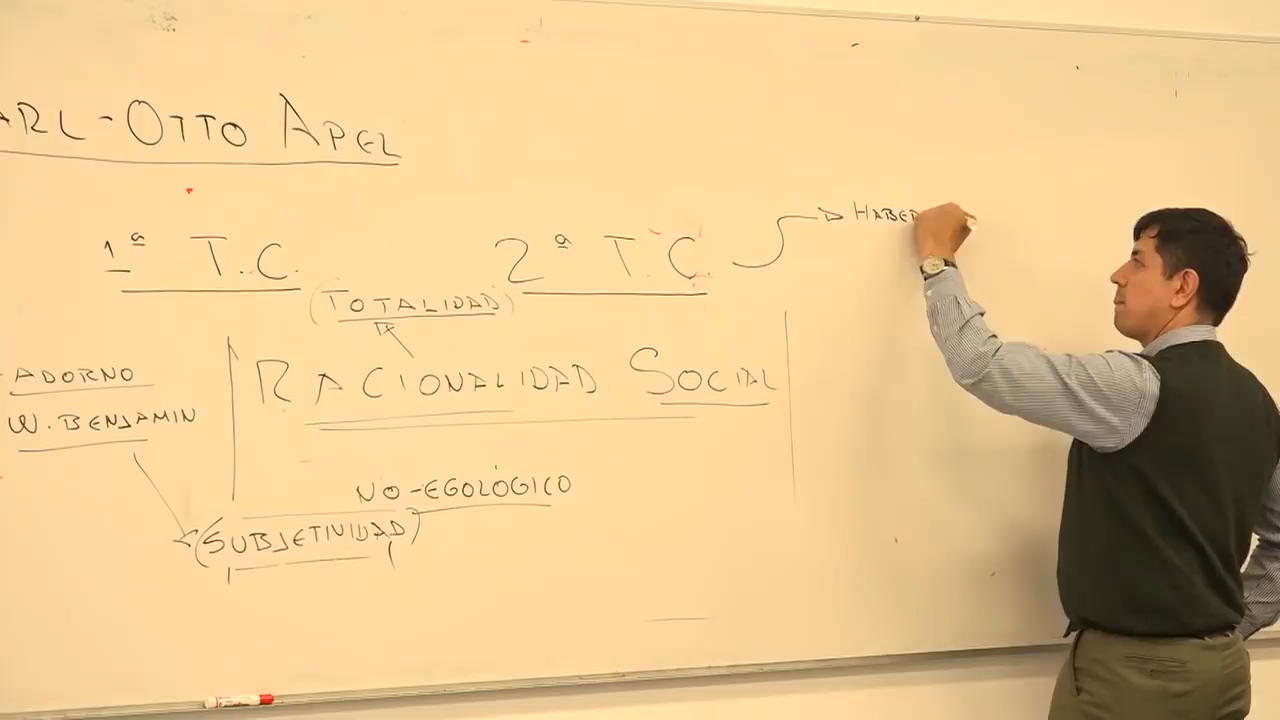 ARL-OTTO APEL
1ª T.C.
2ª T.C.
HABER
(TOTALIDAD)
RACIONALIDAD SOCIAL
ADORNO
W. BENJAMIN
NO-EGOLÓGICO
(SUBJETIVIDAD)